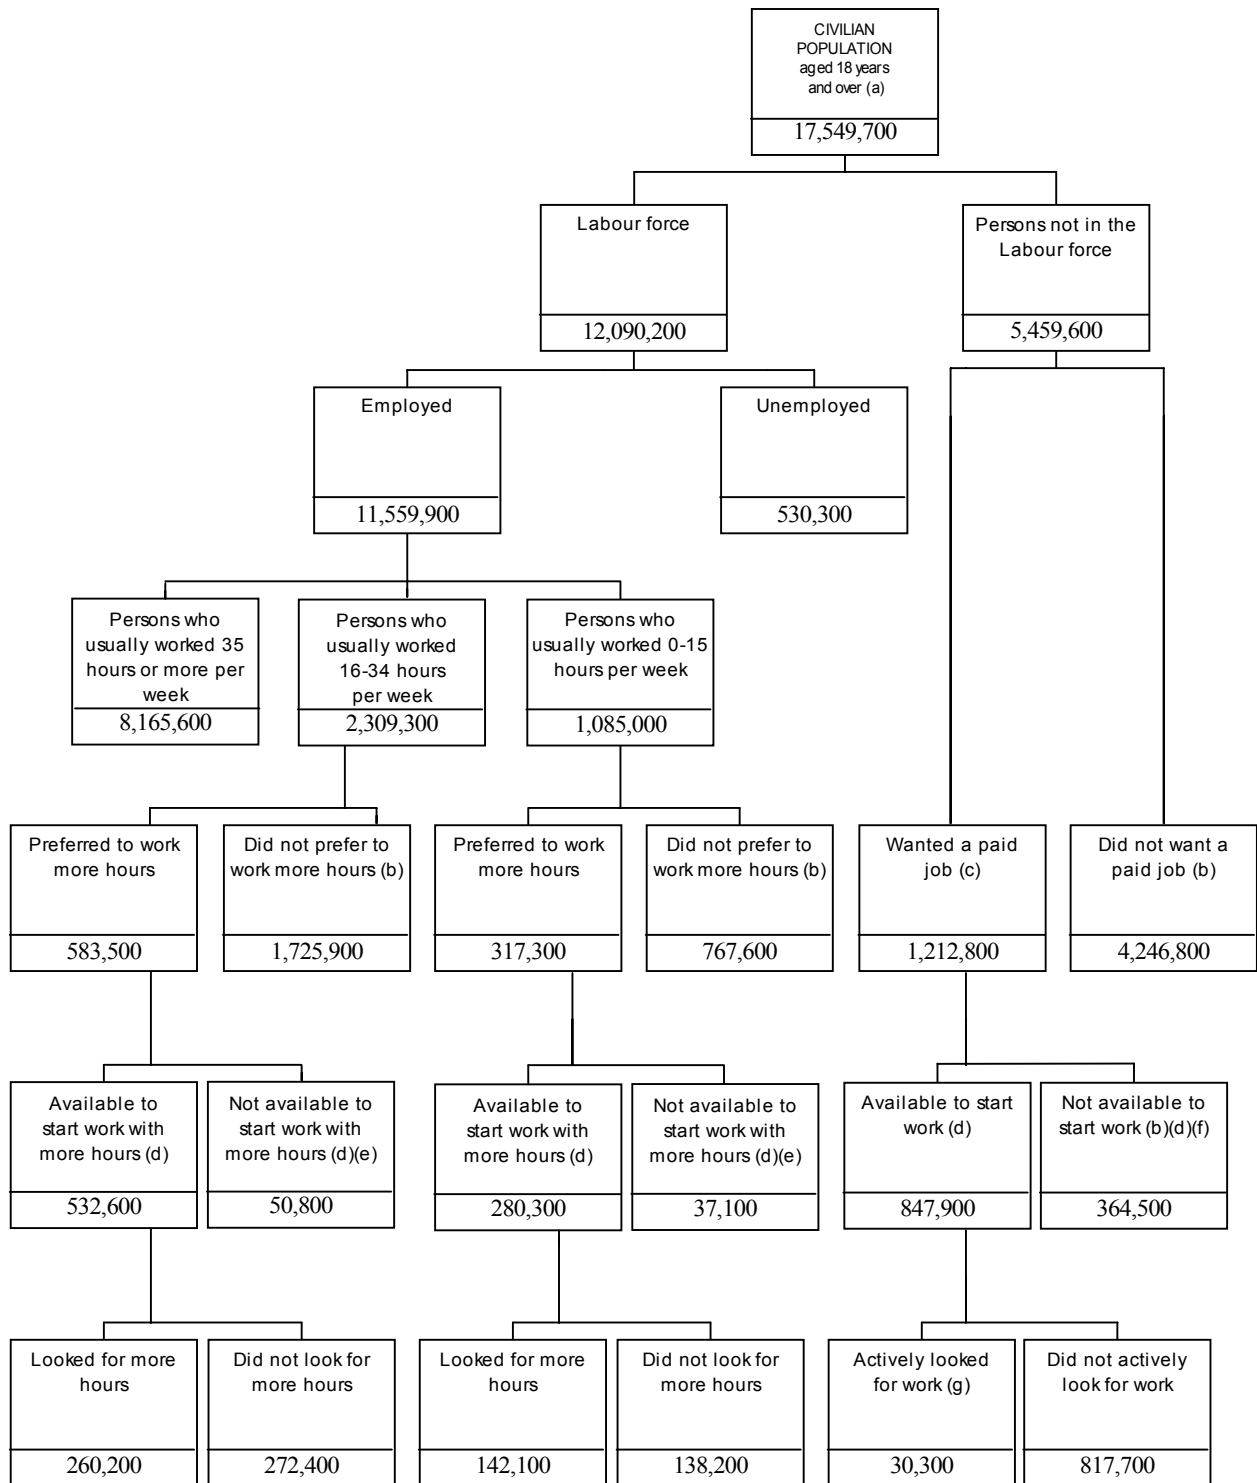 CIVILIAN
POPULATION
aged 18 years
and over (a)
17,549,700
Labour force
12,090,200
Persons not in the
Labour force
5,459,600
Employed
11,559,900
Unemployed
530,300
Persons who
usually worked 35
hours or more per
week
8,165,600
Persons who
usually worked
16-34 hours
per week
2,309,300
Persons who
usually worked 0-15
hours per week
1,085,000
Preferred to work
more hours
583,500
Did not prefer to
work more hours (b)
1,725,900
Preferred to work
more hours
317,300
Did not prefer to
work more hours (b)
767,600
Wanted a paid
job (c)
1,212,800
Did not want a
paid job (b)
4,246,800
Available to
start work with
more hours (d)
532,600
Not available to
start work with
more hours (d)(e)
50,800
Available to
start work with
more hours (d)
280,300
Not available to
start work with
more hours (d)(e)
37,100
Available to start
work (d)
847,900
Not available to
start work (b)(d)(f)
364,500
Looked for more
hours
260,200
Did not look for
more hours
272,400
Looked for more
hours
142,100
Did not look for
more hours
138,200
Actively looked
for work (g)
30,300
Did not actively
look for work
817,700